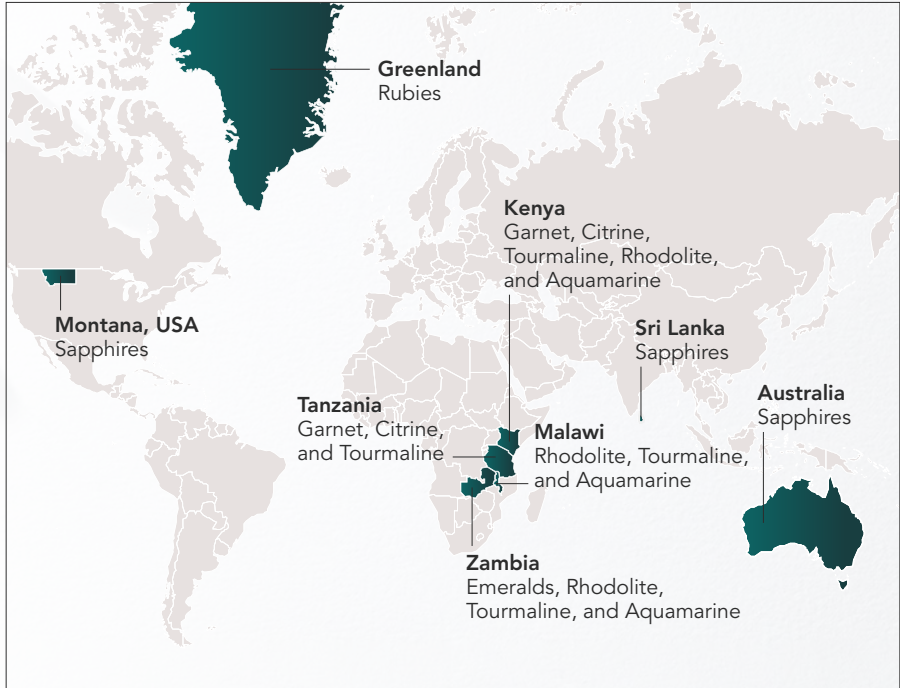 Greenland
Rubies
Kenya
Garnet, Citrine,
Tourmaline, Rhodolite,
and Aquamarine
Montana, USA
Sapphires
Sri Lanka
Sapphires
Australia
Sapphires
Tanzania
Garnet, Citrine,
and Tourmaline
Malawi
Rhodolite, Tourmaline,
and Aquamarine
Zambia
Emeralds, Rhodolite,
Tourmaline, and Aquamarine